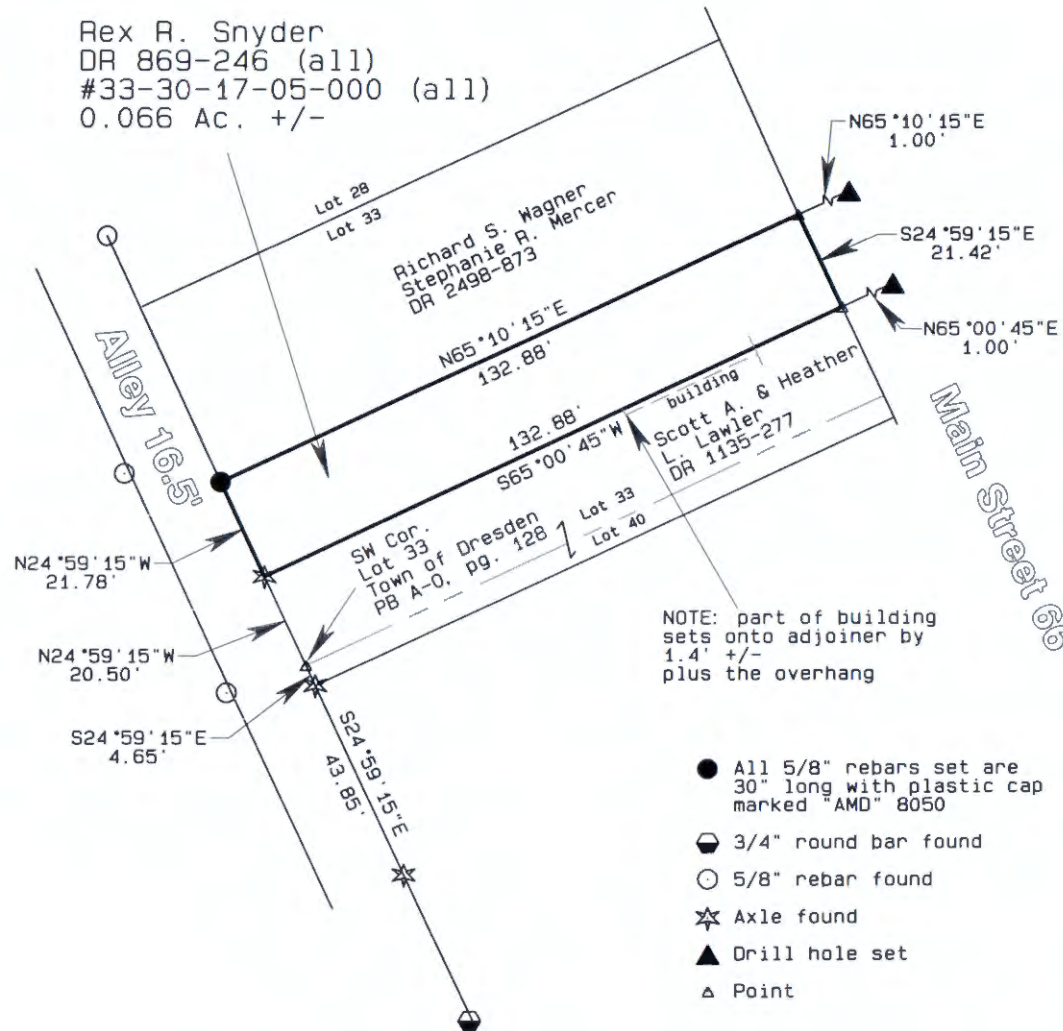 Rex R. Snyder
DR 869-246 (all)
#33-30-17-05-000 (all)
0.066 Ac. +/-
N65°10'15"E
1.00'
Lot 28
Lot 33
Richard S. Wagner
Stephanie R. Mercer
DR 2498-873
S24°59'15"E
21.42'
N65°10'15"E
132.88'
N65°00'45"E
1.00'
Alley 16.5'
132.88'
S65°00'45"W
building
Scott A. & Heather
L. Lawler
DR 1135-277
Main Street 66'
N24°59'15"W
21.78'
SW Cor.
Lot 33
Town of Dresden
PB A-0, pg. 128
Lot 33
Lot 40
N24°59'15"W
20.50'
NOTE: part of building
sets onto adjoiner by
1.4' +/-
plus the overhang
S24°59'15"E
4.65'
S24°59'15"E
43.85'
All 5/8" rebars set are
30" long with plastic cap
marked "AMD" 8050
3/4" round bar found
5/8" rebar found
Axle found
Drill hole set
Point